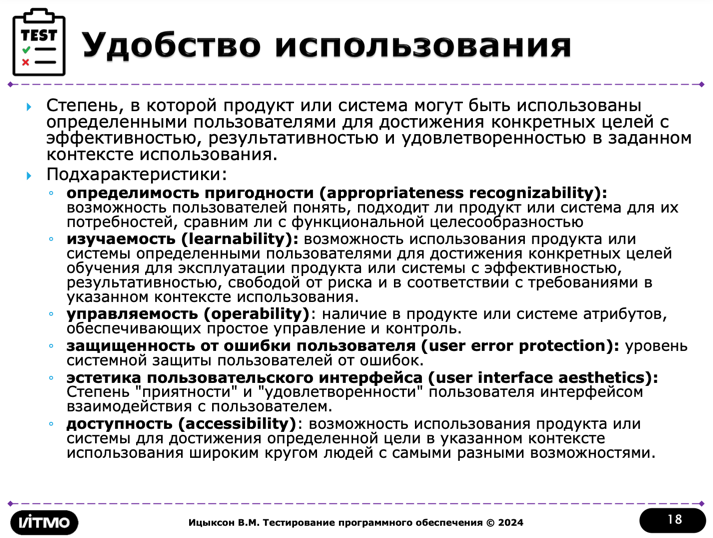 TEST
Удобство использования
Степень, в которой продукт или система могут быть использованы
определенными пользователями для достижения конкретных целей с
эффективностью, результативностью и удовлетворенностью в заданном
контексте использования.
Подхарактеристики:
определимость пригодности (appropriateness recognizability):
возможность пользователей понять, подходит ли продукт или система для их
потребностей, сравним ли с функциональной целесообразностью
изучаемость (learnability): возможность использования продукта или
системы определенными пользователями для достижения конкретных целей
обучения для эксплуатации продукта или системы с эффективностью,
результативностью, свободой от риска и в соответствии с требованиями в
указанном контексте использования.
управляемость (operability): наличие в продукте или системе атрибутов,
обеспечивающих простое управление и контроль.
защищенность от ошибки пользователя (user error protection): уровень
системной защиты пользователей от ошибок.
эстетика пользовательского интерфейса (user interface aesthetics):
Степень "приятности" и "удовлетворенности" пользователя интерфейсом
взаимодействия с пользователем.
доступность (accessibility): возможность использования продукта или
системы для достижения определенной цели в указанном контексте
использования широким кругом людей с самыми разными возможностями.
ИТМО
Ицыксон В.М. Тестирование программного обеспечения © 2024
18